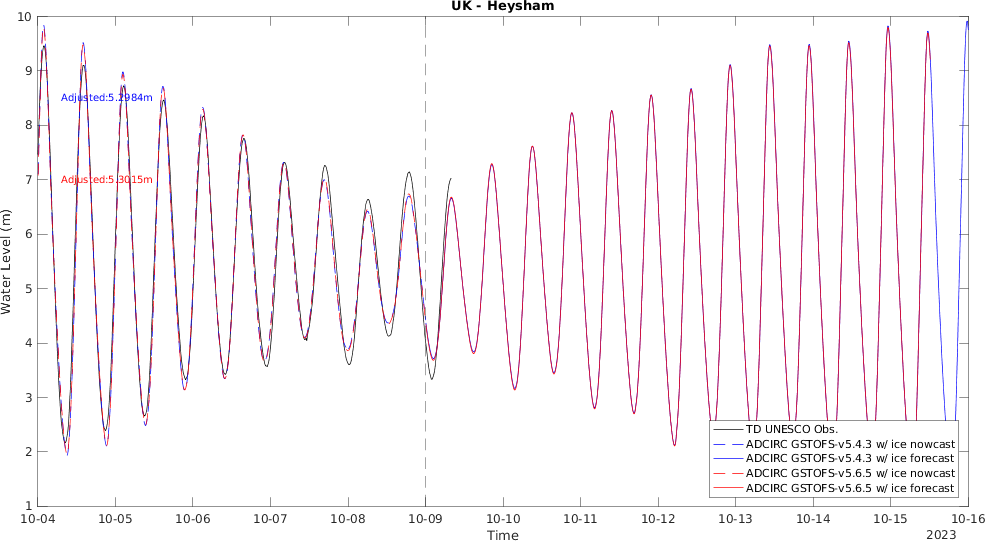 UK - Heysham
10
9
8
7
6
5
4
3
2
1
Water Level (m)
Adjusted:5.2984m
Adjusted:5.3015m
TD UNESCO Obs.
ADCIRC GSTOFS-v5.4.3 w/ ice nowcast
ADCIRC GSTOFS-v5.4.3 w/ ice forecast
ADCIRC GSTOFS-v5.6.5 w/ ice nowcast
ADCIRC GSTOFS-v5.6.5 w/ ice forecast
10-04 10-05 10-06 10-07 10-08 10-09 10-10 10-11 10-12 10-13 10-14 10-15 10-16
Time
2023